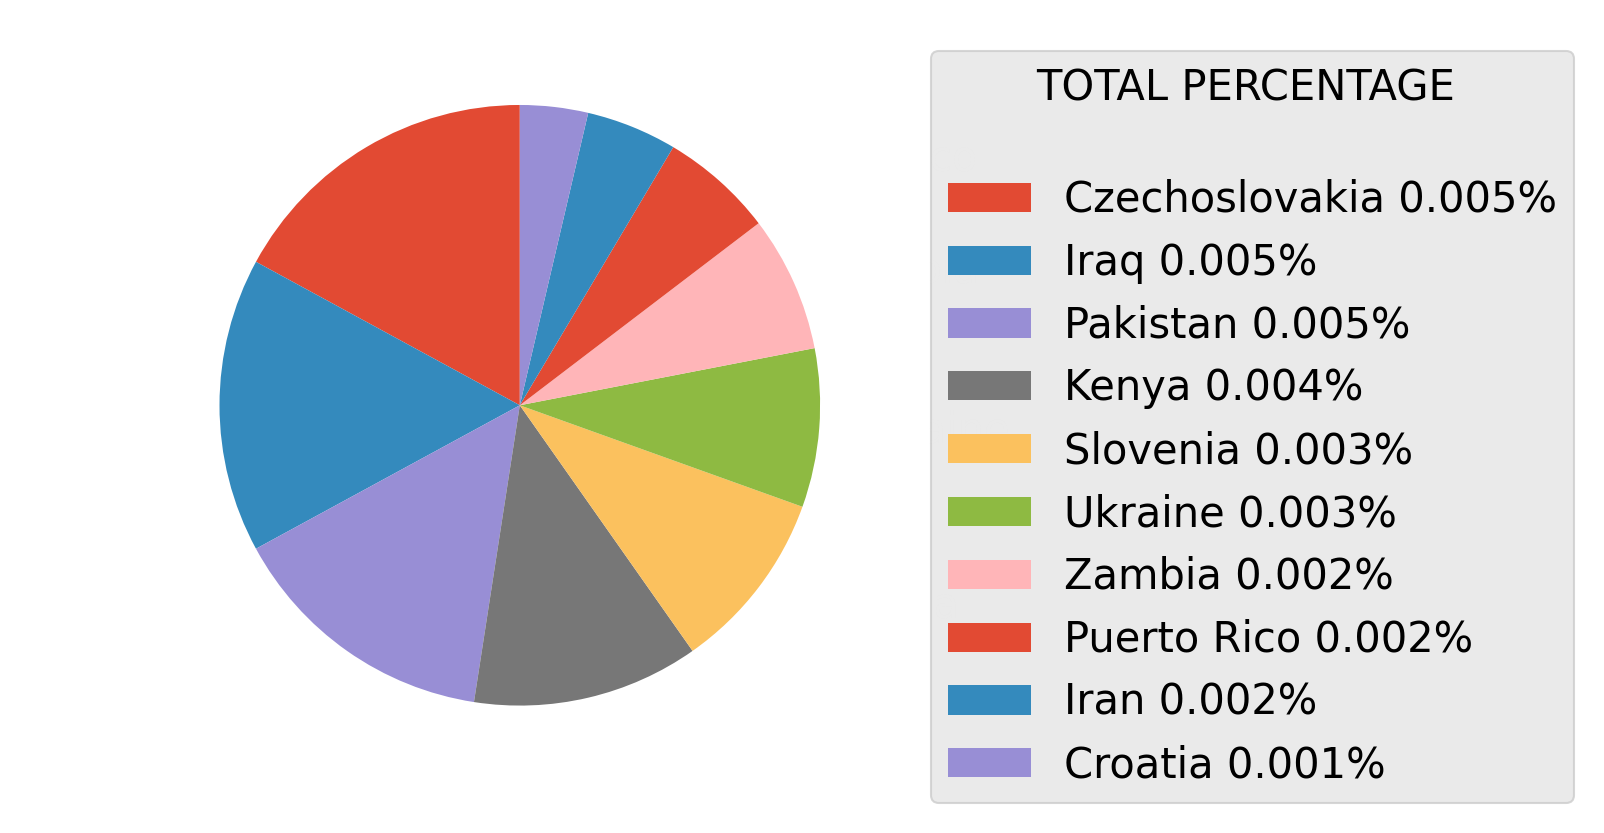 TOTAL PERCENTAGE
Czechoslovakia 0.005%
Iraq 0.005%
Pakistan 0.005%
Kenya 0.004%
Slovenia 0.003%
Ukraine 0.003%
Zambia 0.002%
Puerto Rico 0.002%
Iran 0.002%
Croatia 0.001%